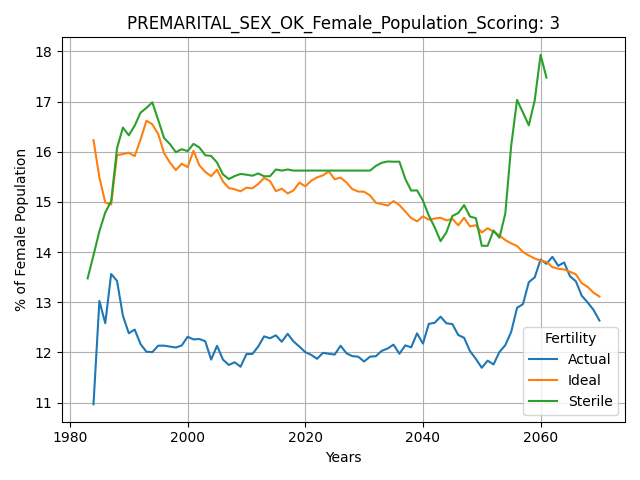 PREMARITAL_SEX_OK_Female_Population_Scoring: 3
% of Female Population
18
17
16
15
14
13
12
11
1980
2000
2020
2040
2060
Years
Fertility
Actual
Ideal
Sterile